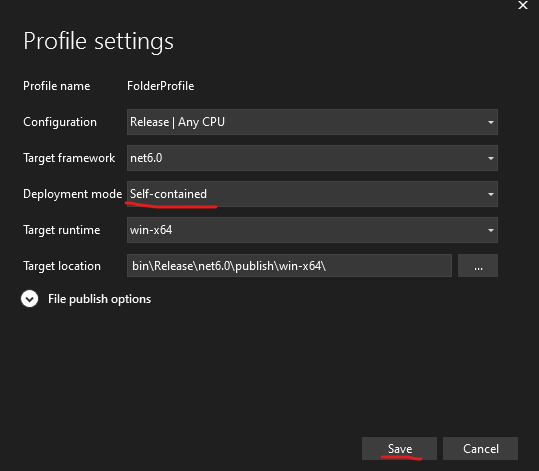 Profile settings
Profile name FolderProfile
Configuration Release | Any CPU
Target framework net6.0
Deployment mode Self-contained
Target runtime win-x64
Target location bin\Release\net6.0\publish\win-x64\ ...
File publish options
Save Cancel